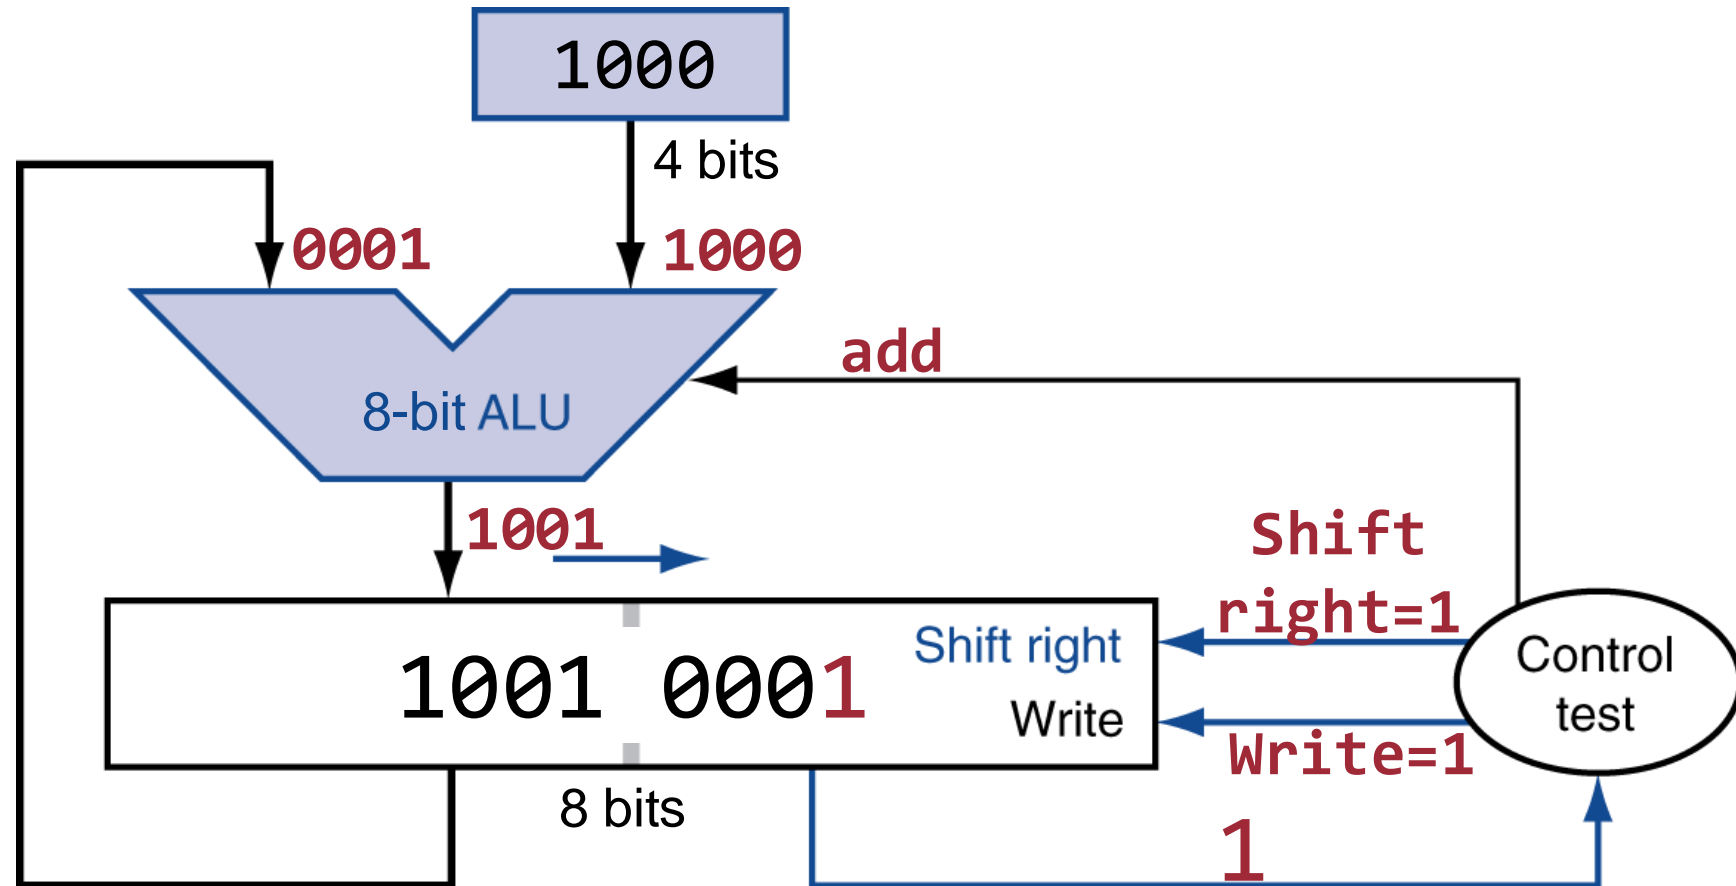 1000
4 bits
0001
1000
add
8-bit ALU
1001
Shift
right=1
Shift right
1001 0001
Control
test
Write
Write=1
8 bits
1